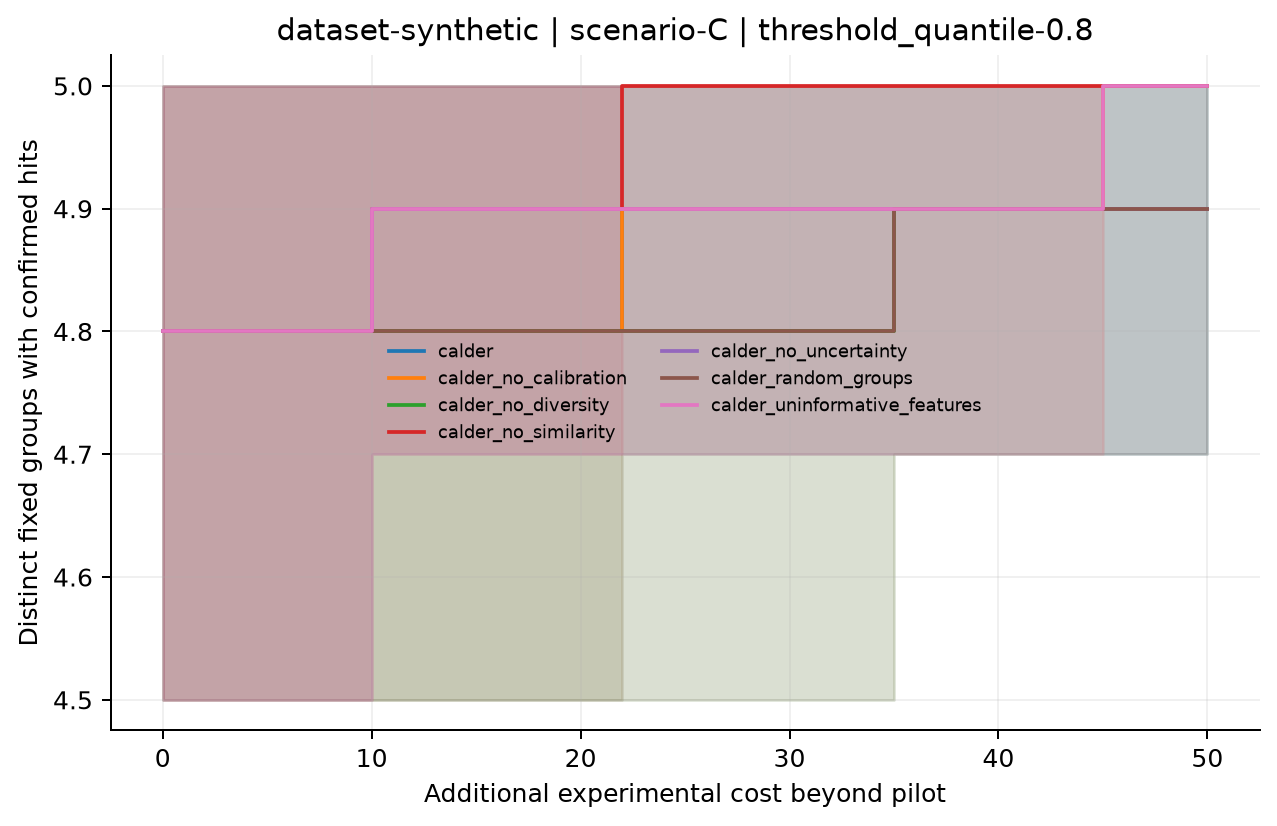 dataset-synthetic | scenario-C | threshold_quantile-0.8
Distinct fixed groups with confirmed hits
5.0
4.9
4.8
4.7
4.6
4.5
calder
calder_no_calibration
calder_no_diversity
calder_no_similarity
calder_no_uncertainty
calder_random_groups
calder_uninformative_features
0 10 20 30 40 50
Additional experimental cost beyond pilot